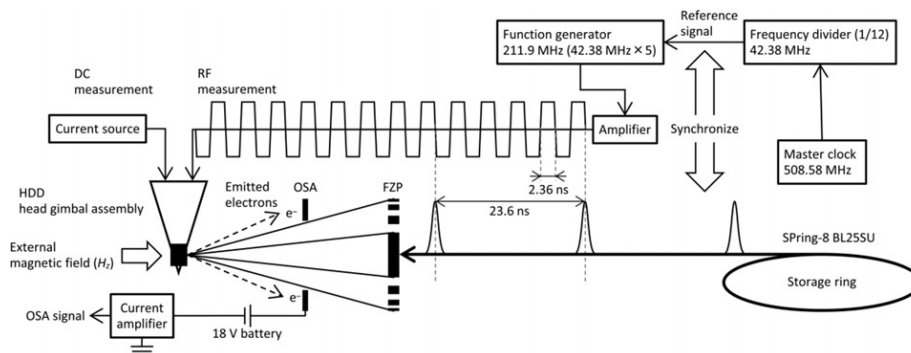 Function generator
211.9 MHz (42.38 MHz × 5)
Reference
signal
Frequency divider (1/12)
42.38 MHz
DC
measurement
RF
measurement
Current source
Amplifier
Synchronize
Master clock
508.58 MHz
HDD
head gimbal assembly
Emitted
electrons
OSA
FZP
e-
2.36 ns
23.6 ns
External
magnetic field (Hz)
SPring-8 BL25SU
Storage ring
e-
OSA signal
Current
amplifier
18 V battery